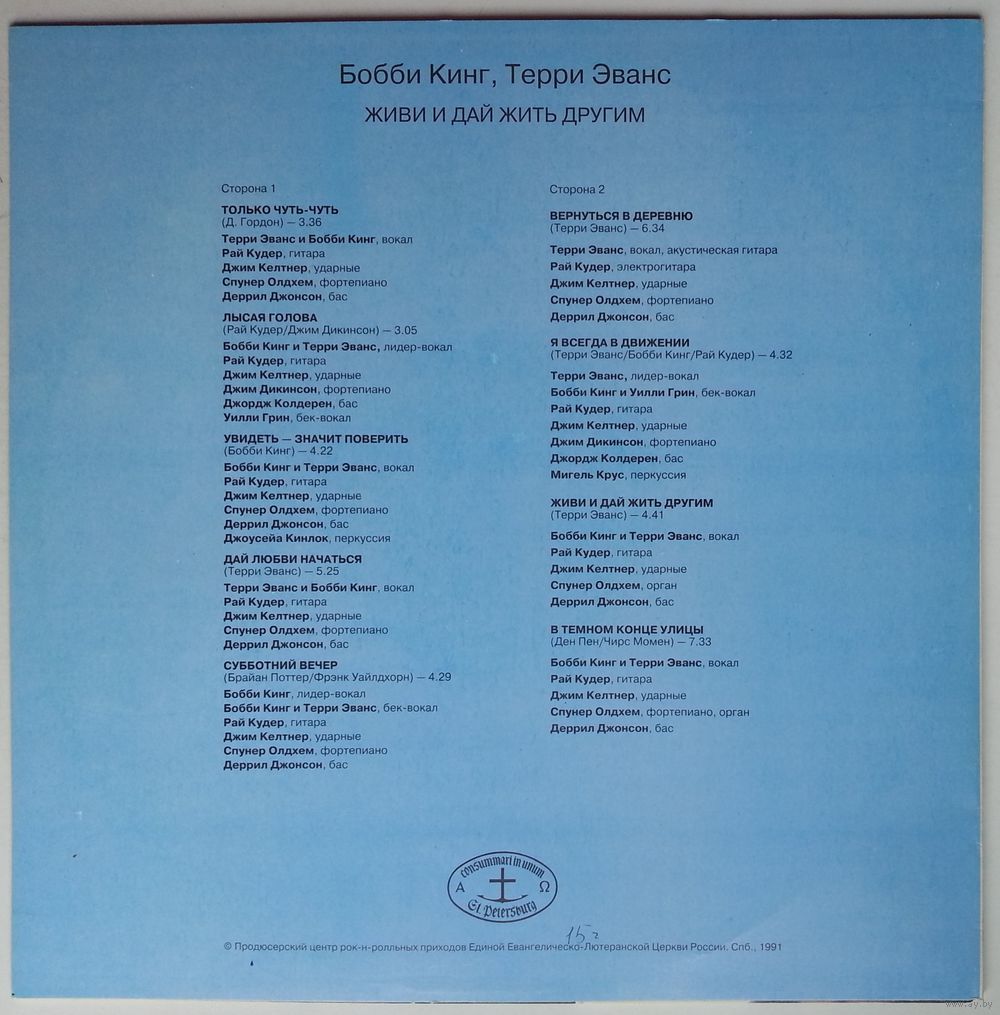 Бобби Кинг, Терри Эванс
ЖИВИ И ДАЙ ЖИТЬ ДРУГИМ
Сторона 1
ТОЛЬКО ЧУТЬ-ЧУТЬ
(Д. Гордон) — 3.36
Терри Эванс и Бобби Кинг, вокал
Рай Кудер, гитара
Джим Келтнер, ударные
Спунер Олдхем, фортепиано
Деррил Джонсон, бас
ЛЫСАЯ ГОЛОВА
(Рай Кудер/Джим Дикинсон) — 3.05
Бобби Кинг и Терри Эванс, лидер-вокал
Рай Кудер, гитара
Джим Келтнер, ударные
Джим Дикинсон, фортепиано
Джордж Колдерен, бас
Уилли Грин, бек-вокал
УВИДЕТЬ — ЗНАЧИТ ПОВЕРИТЬ
(Бобби Кинг) — 4.22
Бобби Кинг и Терри Эванс, вокал
Рай Кудер, гитара
Джим Келтнер, ударные
Спунер Олдхем, фортепиано
Деррил Джонсон, бас
Джоусейа Кинлок, перкуссия
ДАЙ ЛЮБВИ НАЧАТЬСЯ
(Терри Эванс) — 5.25
Терри Эванс и Бобби Кинг, вокал
Рай Кудер, гитара
Джим Келтнер, ударные
Спунер Олдхем, фортепиано
Деррил Джонсон, бас
СУББОТНИЙ ВЕЧЕР
(Брайан Поттер/Фрэнк Уайлдхорн) — 4.29
Бобби Кинг, лидер-вокал
Бобби Кинг и Терри Эванс, бек-вокал
Рай Кудер, гитара
Джим Келтнер, ударные
Спунер Олдхем, фортепиано
Деррил Джонсон, бас
Сторона 2
ВЕРНУТЬСЯ В ДЕРЕВНЮ
(Терри Эванс) — 6.34
Терри Эванс, вокал, акустическая гитара
Рай Кудер, электрогитара
Джим Келтнер, ударные
Спунер Олдхем, фортепиано
Деррил Джонсон, бас
Я ВСЕГДА В ДВИЖЕНИИ
(Терри Эванс/Бобби Кинг/Рай Кудер) — 4.32
Терри Эванс, лидер-вокал
Бобби Кинг и Уилли Грин, бек-вокал
Рай Кудер, гитара
Джим Келтнер, ударные
Джим Дикинсон, фортепиано
Джордж Колдерен, бас
Мигель Крус, перкуссия
ЖИВИ И ДАЙ ЖИТЬ ДРУГИМ
(Терри Эванс) — 4.41
Бобби Кинг и Терри Эванс, вокал
Рай Кудер, гитара
Джим Келтнер, ударные
Спунер Олдхем, орган
Деррил Джонсон, бас
В ТЕМНОМ КОНЦЕ УЛИЦЫ
(Ден Пен/Чирс Момен) — 7.33
Бобби Кинг и Терри Эванс, вокал
Рай Кудер, гитара
Джим Келтнер, ударные
Спунер Олдхем, фортепиано, орган
Деррил Джонсон, бас
consummari in unum
Α Ω
St. Petersburg
15
© Продюсерский центр рок-н-ролльных приходов Единой Евангелическо-Лютеранской Церкви России. Спб., 1991
www.ay.by